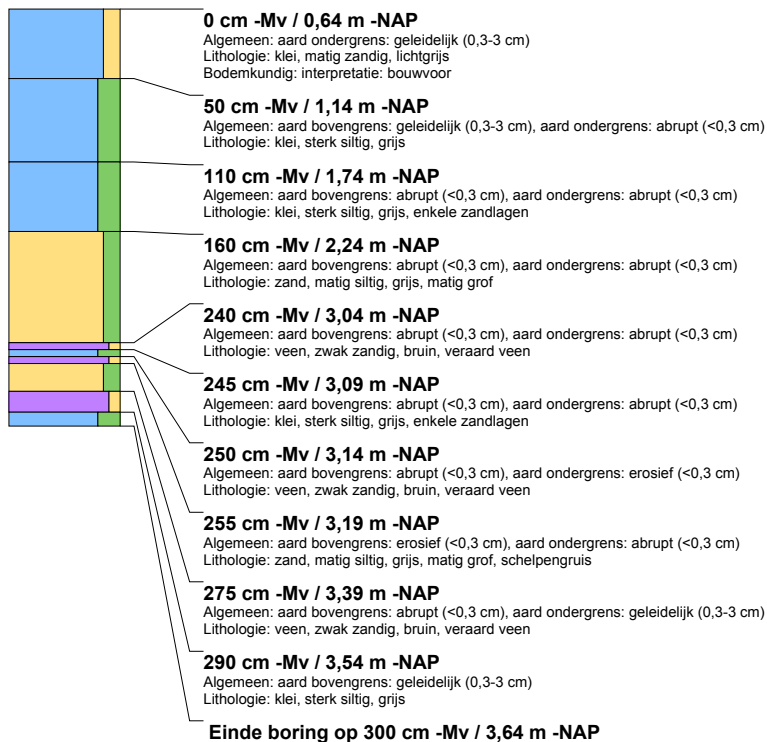 0 cm -Mv / 0,64 m -NAP
Algemeen: aard ondergrens: geleidelijk (0,3-3 cm)
Lithologie: klei, matig zandig, lichtgrijs
Bodemkundig: interpretatie: bouwvoor
50 cm -Mv / 1,14 m -NAP
Algemeen: aard bovengrens: geleidelijk (0,3-3 cm), aard ondergrens: abrupt (<0,3 cm)
Lithologie: klei, sterk siltig, grijs
110 cm -Mv / 1,74 m -NAP
Algemeen: aard bovengrens: abrupt (<0,3 cm), aard ondergrens: abrupt (<0,3 cm)
Lithologie: klei, sterk siltig, grijs, enkele zandlagen
160 cm -Mv / 2,24 m -NAP
Algemeen: aard bovengrens: abrupt (<0,3 cm), aard ondergrens: abrupt (<0,3 cm)
Lithologie: zand, matig siltig, grijs, matig grof
240 cm -Mv / 3,04 m -NAP
Algemeen: aard bovengrens: abrupt (<0,3 cm), aard ondergrens: abrupt (<0,3 cm)
Lithologie: veen, zwak zandig, bruin, veraard veen
245 cm -Mv / 3,09 m -NAP
Algemeen: aard bovengrens: abrupt (<0,3 cm), aard ondergrens: abrupt (<0,3 cm)
Lithologie: klei, sterk siltig, grijs, enkele zandlagen
250 cm -Mv / 3,14 m -NAP
Algemeen: aard bovengrens: abrupt (<0,3 cm), aard ondergrens: erosief (<0,3 cm)
Lithologie: veen, zwak zandig, bruin, veraard veen
255 cm -Mv / 3,19 m -NAP
Algemeen: aard bovengrens: erosief (<0,3 cm), aard ondergrens: abrupt (<0,3 cm)
Lithologie: zand, matig siltig, grijs, matig grof, schelpengruis
275 cm -Mv / 3,39 m -NAP
Algemeen: aard bovengrens: abrupt (<0,3 cm), aard ondergrens: geleidelijk (0,3-3 cm)
Lithologie: veen, zwak zandig, bruin, veraard veen
290 cm -Mv / 3,54 m -NAP
Algemeen: aard bovengrens: geleidelijk (0,3-3 cm)
Lithologie: klei, sterk siltig, grijs
Einde boring op 300 cm -Mv / 3,64 m -NAP